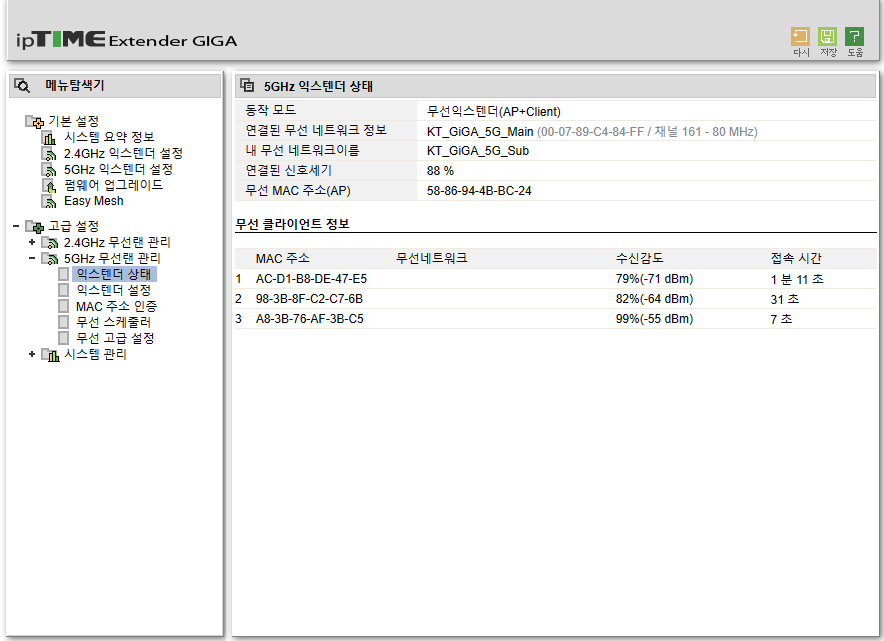 ipTIME Extender GIGA
다시 저장 도움
메뉴탐색기
기본 설정
시스템 요약 정보
2.4GHz 익스텐더 설정
5GHz 익스텐더 설정
펌웨어 업그레이드
Easy Mesh
고급 설정
2.4GHz 무선랜 관리
5GHz 무선랜 관리
익스텐더 상태
익스텐더 설정
MAC 주소 인증
무선 스케줄러
무선 고급 설정
시스템 관리
5GHz 익스텐더 상태
동작 모드 무선익스텐더(AP+Client)
연결된 무선 네트워크 정보 KT_GiGA_5G_Main (00-07-89-C4-84-FF / 채널 161 - 80 MHz)
내 무선 네트워크이름 KT_GiGA_5G_Sub
연결된 신호세기 88 %
무선 MAC 주소(AP) 58-86-94-4B-BC-24
무선 클라이언트 정보
MAC 주소 무선네트워크 수신감도 접속 시간
1 AC-D1-B8-DE-47-E5 79%(-71 dBm) 1 분 11 초
2 98-3B-8F-C2-C7-6B 82%(-64 dBm) 31 초
3 A8-3B-76-AF-3B-C5 99%(-55 dBm) 7 초